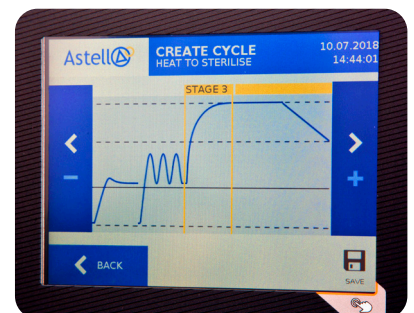 Astell
CREATE CYCLE
HEAT TO STERILISE
10.07.2018
14:44:01
STAGE 3
BACK
SAVE